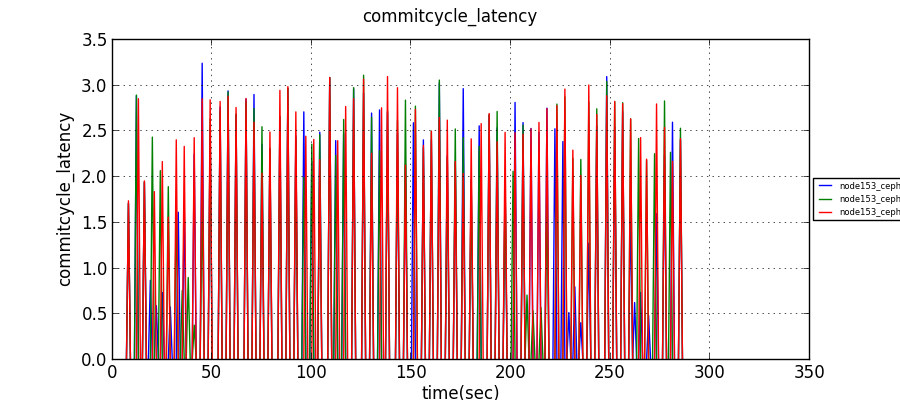 commitcycle_latency
commitcycle_latency
3.5
3.0
2.5
2.0
1.5
1.0
0.5
0.0
0 50 100 150 200 250 300 350
time(sec)
node153_ceph
node153_ceph
node153_ceph